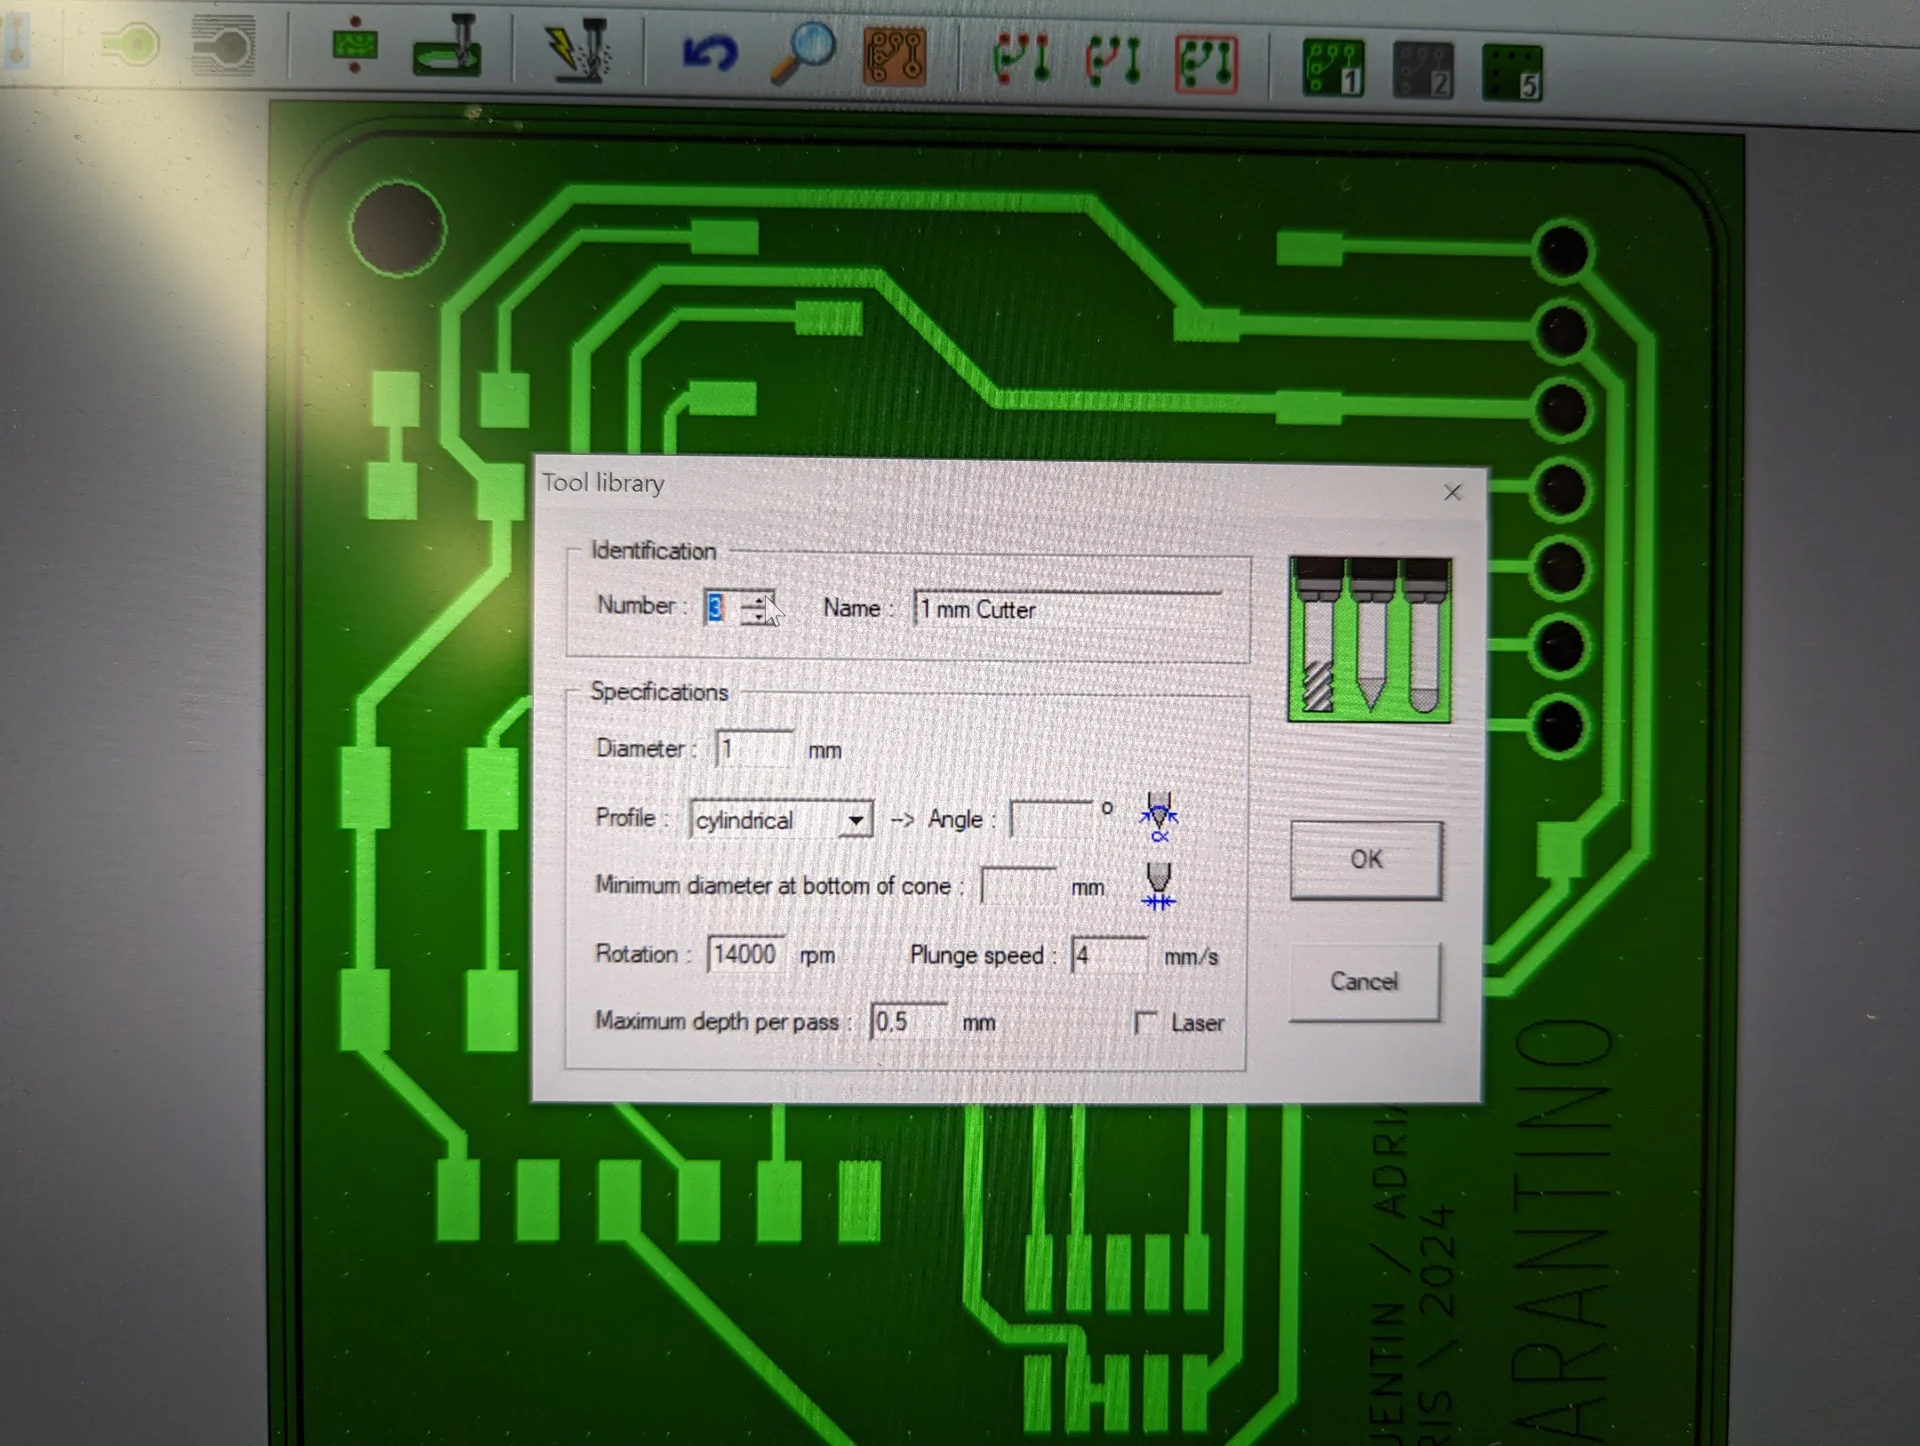 1 2 5
Tool library
Identification
Number : 3 Name : 1 mm Cutter
Specifications
Diameter : 1 mm
Profile : cylindrical --> Angle : °
α
OK
Minimum diameter at bottom of cone : mm
Rotation : 14000 rpm Plunge speed : 4 mm/s
Cancel
Maximum depth per pass : 0.5 mm Laser
UENTIN / ADRI
RIS \ 2024
ARANTINO